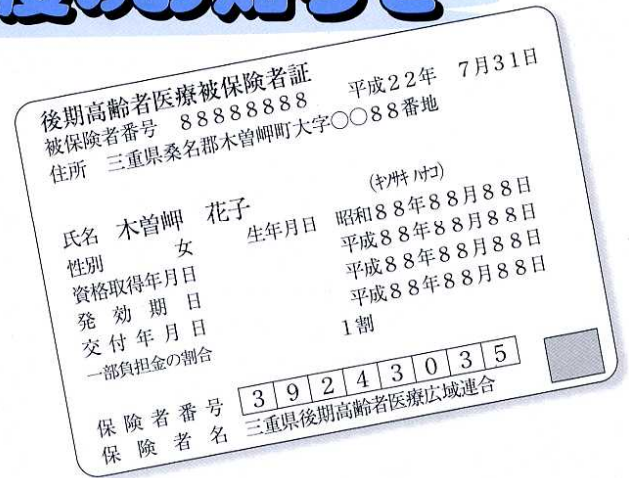 のお知らせ
後期高齢者医療被保険者証　平成22年　7月31日
被保険者番号　88888888
住所　三重県桑名郡木曽岬町大字○○88番地
(キソサキ ハナコ)
氏名　木曽岬　花子
性別　女　生年月日　昭和88年88月88日
資格取得年月日　平成88年88月88日
発効期日　平成88年88月88日
交付年月日　平成88年88月88日
一部負担金の割合　1割
保険者番号　39243035
保険者名　三重県後期高齢者医療広域連合